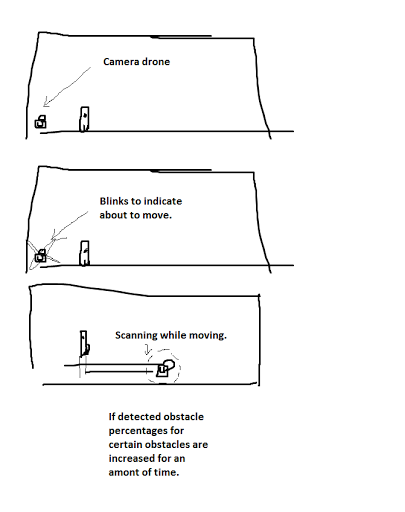 Camera drone
Blinks to indicate
about to move.
Scanning while moving.
If detected obstacle
percentages for
certain obstacles are
increased for an
amont of time.